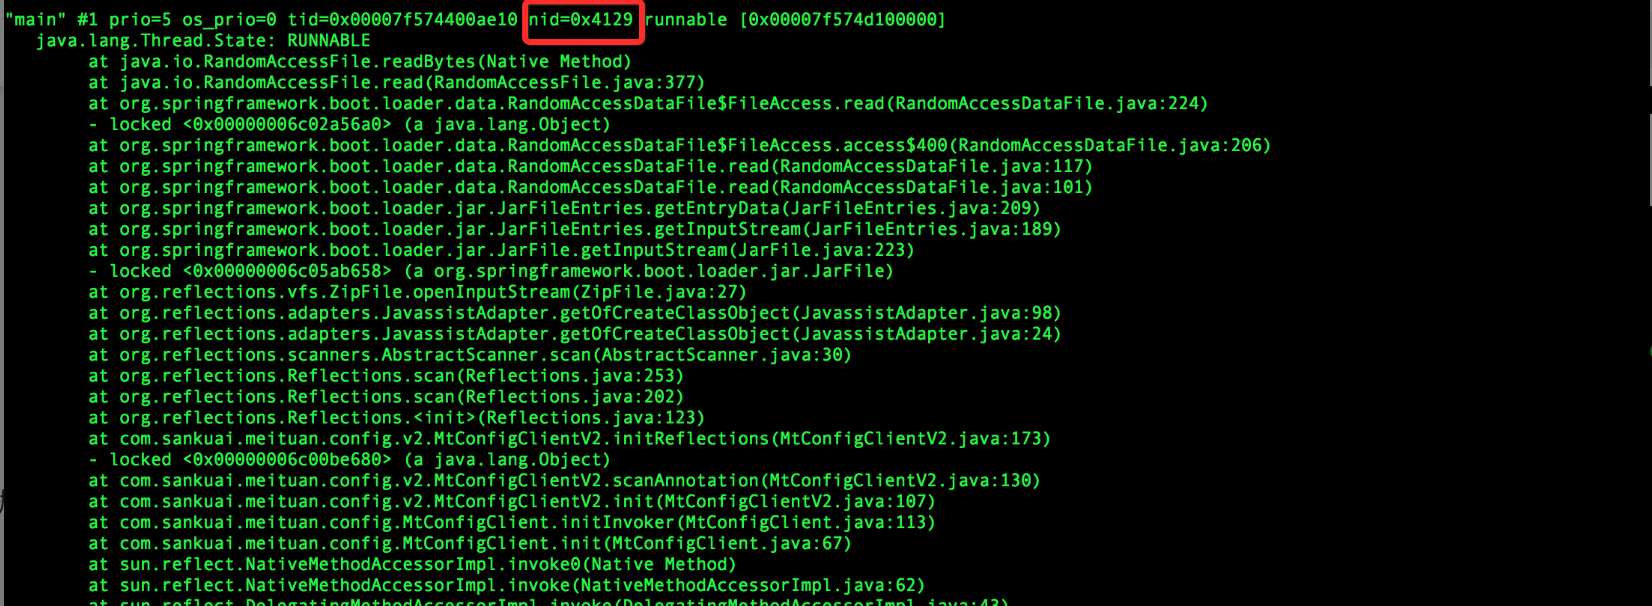 "main" #1 prio=5 os_prio=0 tid=0x00007f574400ae10 nid=0x4129 runnable [0x00007f574d100000]
java.lang.Thread.State: RUNNABLE
at java.io.RandomAccessFile.readBytes(Native Method)
at java.io.RandomAccessFile.read(RandomAccessFile.java:377)
at org.springframework.boot.loader.data.RandomAccessDataFile$FileAccess.read(RandomAccessDataFile.java:224)
- locked <0x00000006c02a56a0> (a java.lang.Object)
at org.springframework.boot.loader.data.RandomAccessDataFile$FileAccess.access$400(RandomAccessDataFile.java:206)
at org.springframework.boot.loader.data.RandomAccessDataFile.read(RandomAccessDataFile.java:117)
at org.springframework.boot.loader.data.RandomAccessDataFile.read(RandomAccessDataFile.java:101)
at org.springframework.boot.loader.jar.JarFileEntries.getEntryData(JarFileEntries.java:209)
at org.springframework.boot.loader.jar.JarFileEntries.getInputStream(JarFileEntries.java:189)
at org.springframework.boot.loader.jar.JarFile.getInputStream(JarFile.java:223)
- locked <0x00000006c05ab658> (a org.springframework.boot.loader.jar.JarFile)
at org.reflections.vfs.ZipFile.openInputStream(ZipFile.java:27)
at org.reflections.adapters.JavassistAdapter.getOfCreateClassObject(JavassistAdapter.java:98)
at org.reflections.adapters.JavassistAdapter.getOfCreateClassObject(JavassistAdapter.java:24)
at org.reflections.scanners.AbstractScanner.scan(AbstractScanner.java:30)
at org.reflections.Reflections.scan(Reflections.java:253)
at org.reflections.Reflections.scan(Reflections.java:202)
at org.reflections.Reflections.<init>(Reflections.java:123)
at com.sankuai.meituan.config.v2.MtConfigClientV2.initReflections(MtConfigClientV2.java:173)
- locked <0x00000006c00be680> (a java.lang.Object)
at com.sankuai.meituan.config.v2.MtConfigClientV2.scanAnnotation(MtConfigClientV2.java:130)
at com.sankuai.meituan.config.v2.MtConfigClientV2.init(MtConfigClientV2.java:107)
at com.sankuai.meituan.config.MtConfigClient.initInvoker(MtConfigClient.java:113)
at com.sankuai.meituan.config.MtConfigClient.init(MtConfigClient.java:67)
at sun.reflect.NativeMethodAccessorImpl.invoke0(Native Method)
at sun.reflect.NativeMethodAccessorImpl.invoke(NativeMethodAccessorImpl.java:62)
at sun.reflect.DelegatingMethodAccessorImpl.invoke(DelegatingMethodAccessorImpl.java:43)